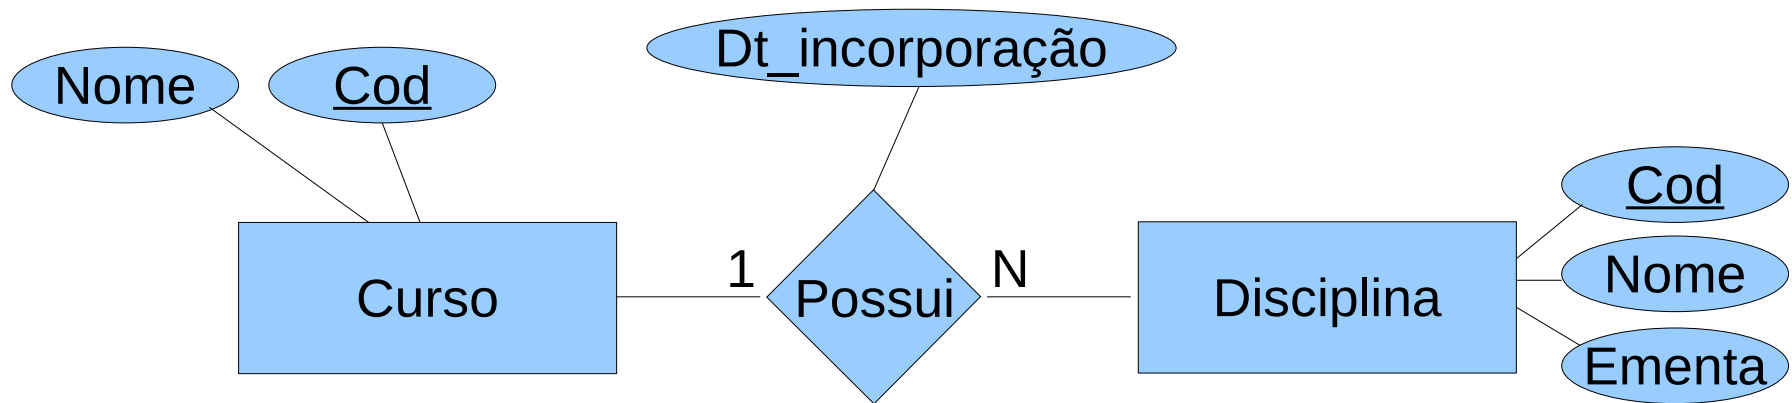 Dt_incorporação
Nome
Cod
Cod
1
N
Nome
Curso
Possui
Disciplina
Ementa